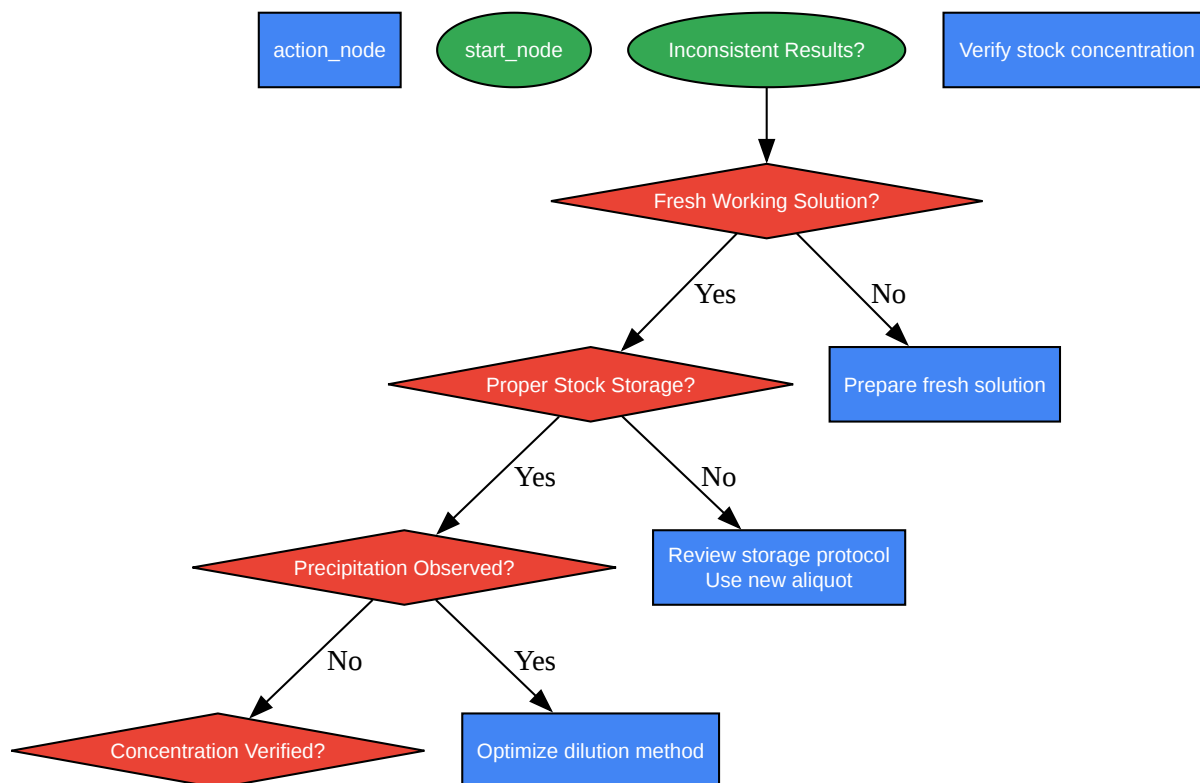 action_node
start_node
Inconsistent Results?
Verify stock concentration
Fresh Working Solution?
Yes
No
Proper Stock Storage?
Prepare fresh solution
Yes
No
Precipitation Observed?
Review storage protocol
Use new aliquot
No
Yes
Concentration Verified?
Optimize dilution method